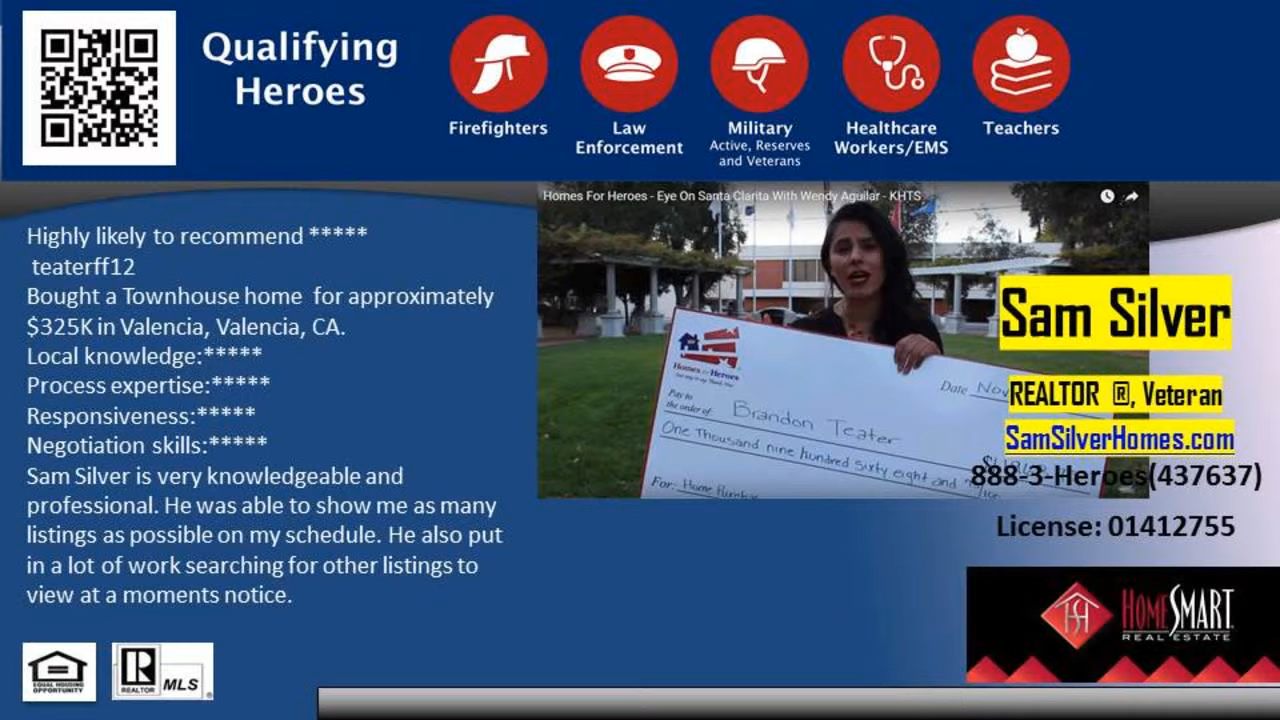 Qualifying
Heroes
Firefighters
Law
Enforcement
Military
Active, Reserves
and Veterans
Healthcare
Workers/EMS
Teachers
Highly likely to recommend *****
teaterff12
Bought a Townhouse home for approximately
$325K in Valencia, Valencia, CA.
Local knowledge:*****
Process expertise:*****
Responsiveness:*****
Negotiation skills:*****
Sam Silver is very knowledgeable and
professional. He was able to show me as many
listings as possible on my schedule. He also put
in a lot of work searching for other listings to
view at a moments notice.
Homes For Heroes - Eye On Santa Clarita With Wendy Aguilar - KHTS
Homes for Heroes
Date Nov
Pay to
the order of Brandon Teater
One Thousand nine hundred sixty eight and
For: Home
Sam Silver
REALTOR ®, Veteran
SamSilverHomes.com
888-3-Heroes(437637)
License: 01412755
HOMESMART
REAL ESTATE
EQUAL HOUSING
OPPORTUNITY
R
REALTOR
MLS